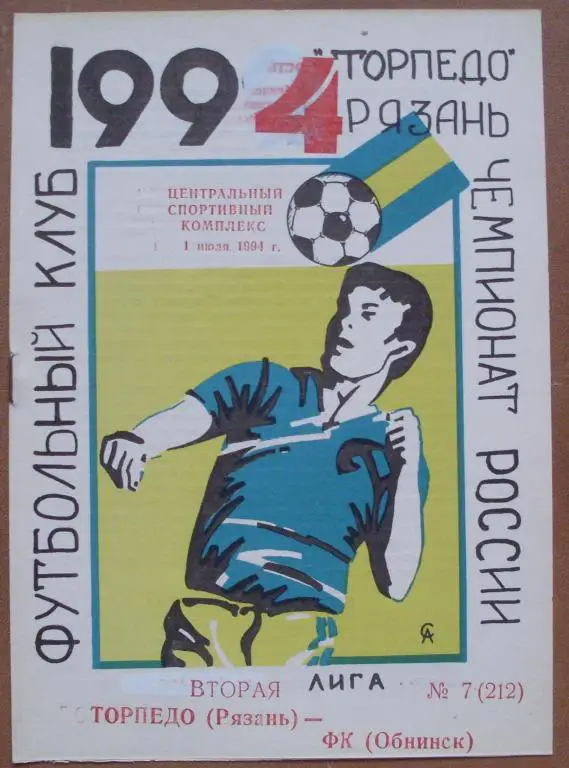 1994
"ТОРПЕДО"
РЯЗАНЬ
ФУТБОЛЬНЫЙ КЛУБ
ЧЕМПИОНАТ РОССИИ
ЦЕНТРАЛЬНЫЙ
СПОРТИВНЫЙ
КОМПЛЕКС
1 июля 1994 г.
СА
ВТОРАЯ ЛИГА № 7 (212)
ТОРПЕДО (Рязань) —
ФК (Обнинск)